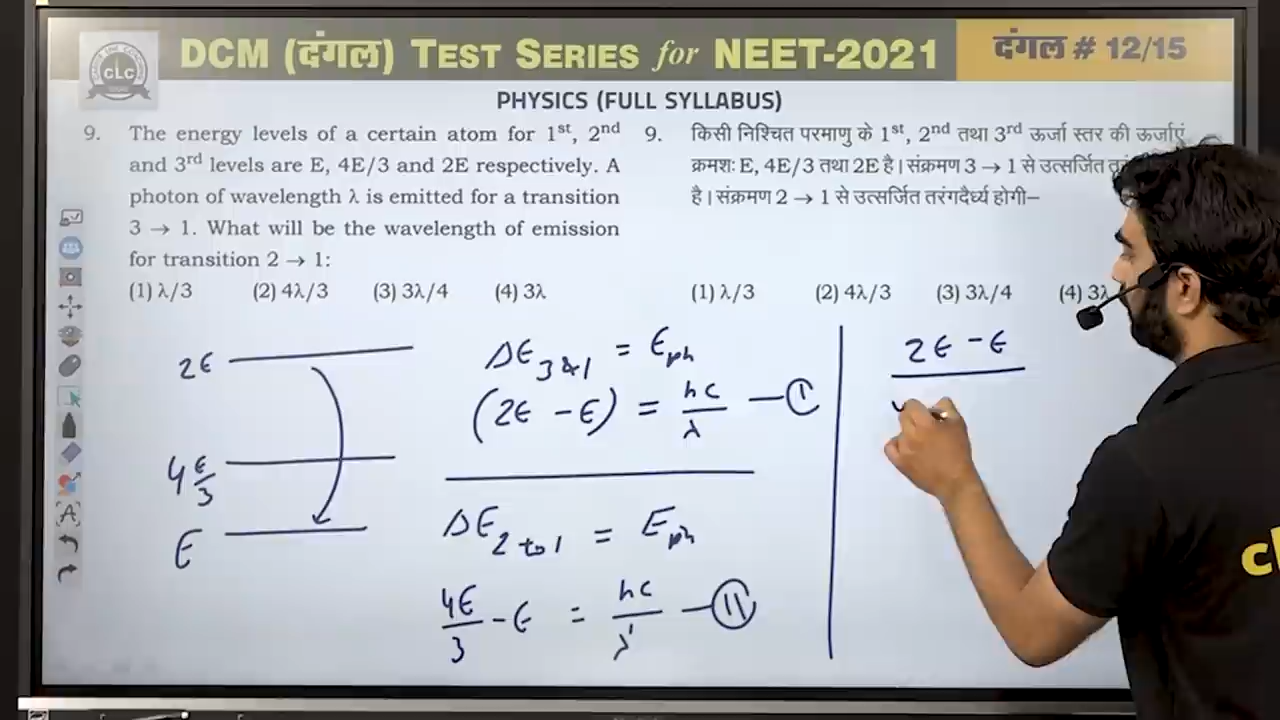 DCM (दंगल) TEST SERIES for NEET-2021
दंगल # 12/15
CLC
PHYSICS (FULL SYLLABUS)
9. The energy levels of a certain atom for 1st, 2nd
and 3rd levels are E, 4E/3 and 2E respectively. A
photon of wavelength λ is emitted for a transition
3 → 1. What will be the wavelength of emission
for transition 2 → 1:
(1) λ/3 (2) 4λ/3 (3) 3λ/4 (4) 3λ
9. किसी निश्चित परमाणु के 1st, 2nd तथा 3rd ऊर्जा स्तर की ऊर्जाएं
क्रमशः E, 4E/3 तथा 2E है। संक्रमण 3 → 1 से उत्सर्जित
है। संक्रमण 2 → 1 से उत्सर्जित तरंगदैर्ध्य होगी–
(1) λ/3 (2) 4λ/3 (3) 3λ/4 (4) 3λ
2E
4E/3
E
ΔE3&1 = Eph
(2E - E) = hc/λ — I
ΔE2 to 1 = Eph
4E/3 - E = hc/λ' — II
2E - E
cl